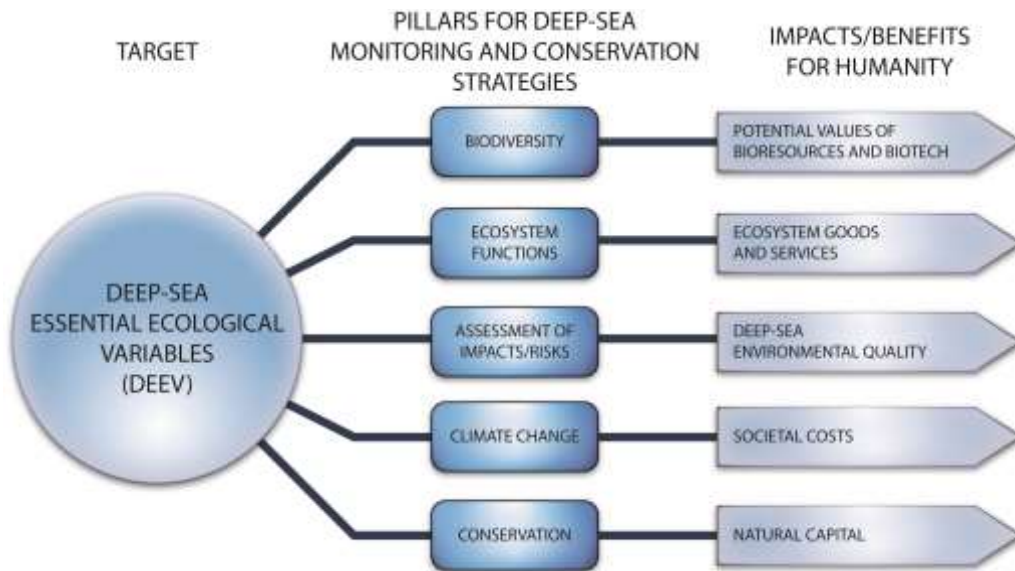 TARGET
PILLARS FOR DEEP-SEA
MONITORING AND CONSERVATION
STRATEGIES
IMPACTS/BENEFITS
FOR HUMANITY
DEEP-SEA
ESSENTIAL ECOLOGICAL
VARIABLES
(DEEV)
BIODIVERSITY
POTENTIAL VALUES OF
BIORESOURCES AND BIOTECH
ECOSYSTEM
FUNCTIONS
ECOSYSTEM GOODS
AND SERVICES
ASSESSMENT OF
IMPACTS/RISKS
DEEP-SEA
ENVIRONMENTAL QUALITY
CLIMATE CHANGE
SOCIETAL COSTS
CONSERVATION
NATURAL CAPITAL